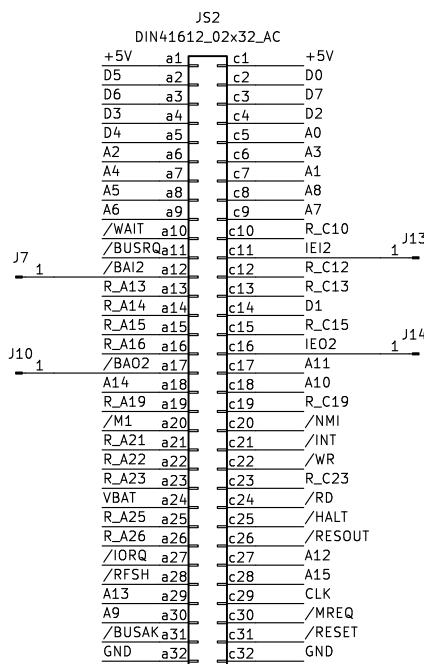 JS2
DIN41612_02x32_AC
+5V a1 c1 +5V
D5 a2 c2 D0
D6 a3 c3 D7
D3 a4 c4 D2
D4 a5 c5 A0
A2 a6 c6 A3
A4 a7 c7 A1
A5 a8 c8 A8
A6 a9 c9 A7
/WAIT a10 c10 R_C10
/BUSRQ a11 c11 IEI2 1 J13
J7 1 /BAI2 a12 c12 R_C12
R_A13 a13 c13 R_C13
R_A14 a14 c14 D1
R_A15 a15 c15 R_C15
R_A16 a16 c16 IEO2 1 J14
J10 1 /BAO2 a17 c17 A11
A14 a18 c18 A10
R_A19 a19 c19 R_C19
/M1 a20 c20 /NMI
R_A21 a21 c21 /INT
R_A22 a22 c22 /WR
R_A23 a23 c23 R_C23
VBAT a24 c24 /RD
R_A25 a25 c25 /HALT
R_A26 a26 c26 /RESOUT
/IORQ a27 c27 A12
/RFSH a28 c28 A15
A13 a29 c29 CLK
A9 a30 c30 /MREQ
/BUSAK a31 c31 /RESET
GND a32 c32 GND